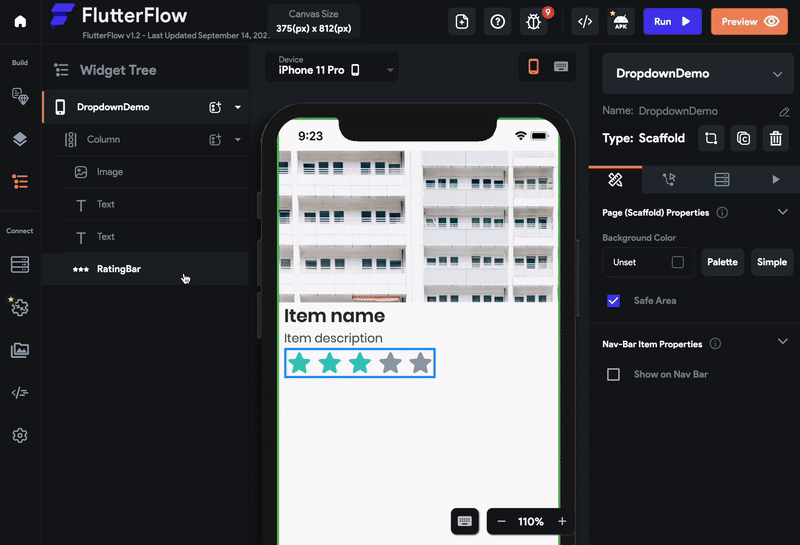 FlutterFlow
FlutterFlow v1.2 - Last Updated September 14, 202
Canvas Size
375(px) x 812(px)
9
APK
Run
Preview
Build
Widget Tree
DropdownDemo
Column
Image
Text
Text
RatingBar
Connect
Device
iPhone 11 Pro
9:23
Item name
Item description
110%
DropdownDemo
Name: DropdownDemo
Type: Scaffold
Page (Scaffold) Properties
Background Color
Unset
Palette
Simple
Safe Area
Nav-Bar Item Properties
Show on Nav Bar